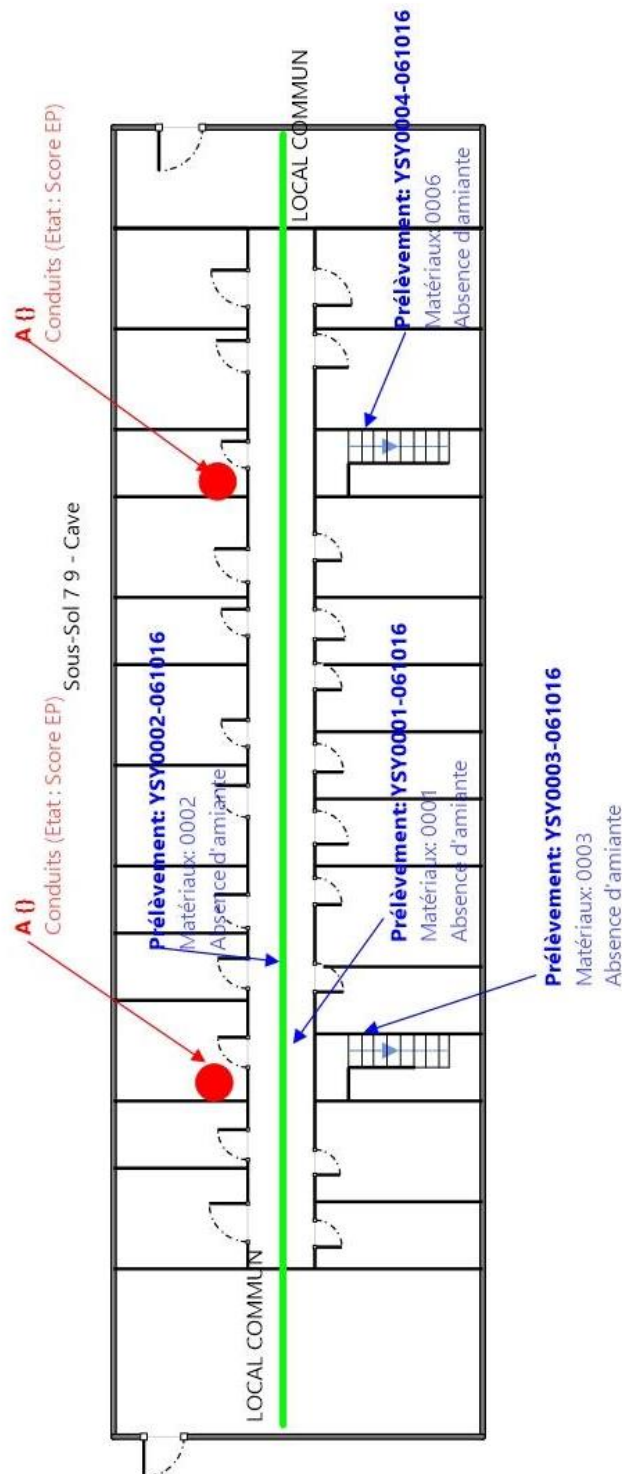 Sous-Sol 7 9 - Cave
A {}
Conduits (Etat : Score EP)
A {}
Conduits (Etat : Score EP)
Prélèvement: YSY0002-061016
Matériaux: 0002
Absence d'amiante
LOCAL COMMUN
LOCAL COMMUN
Prélèvement: YSY0001-061016
Matériaux: 0001
Absence d'amiante
Prélèvement: YSY0004-061016
Matériaux: 0006
Absence d'amiante
Prélèvement: YSY0003-061016
Matériaux: 0003
Absence d'amiante